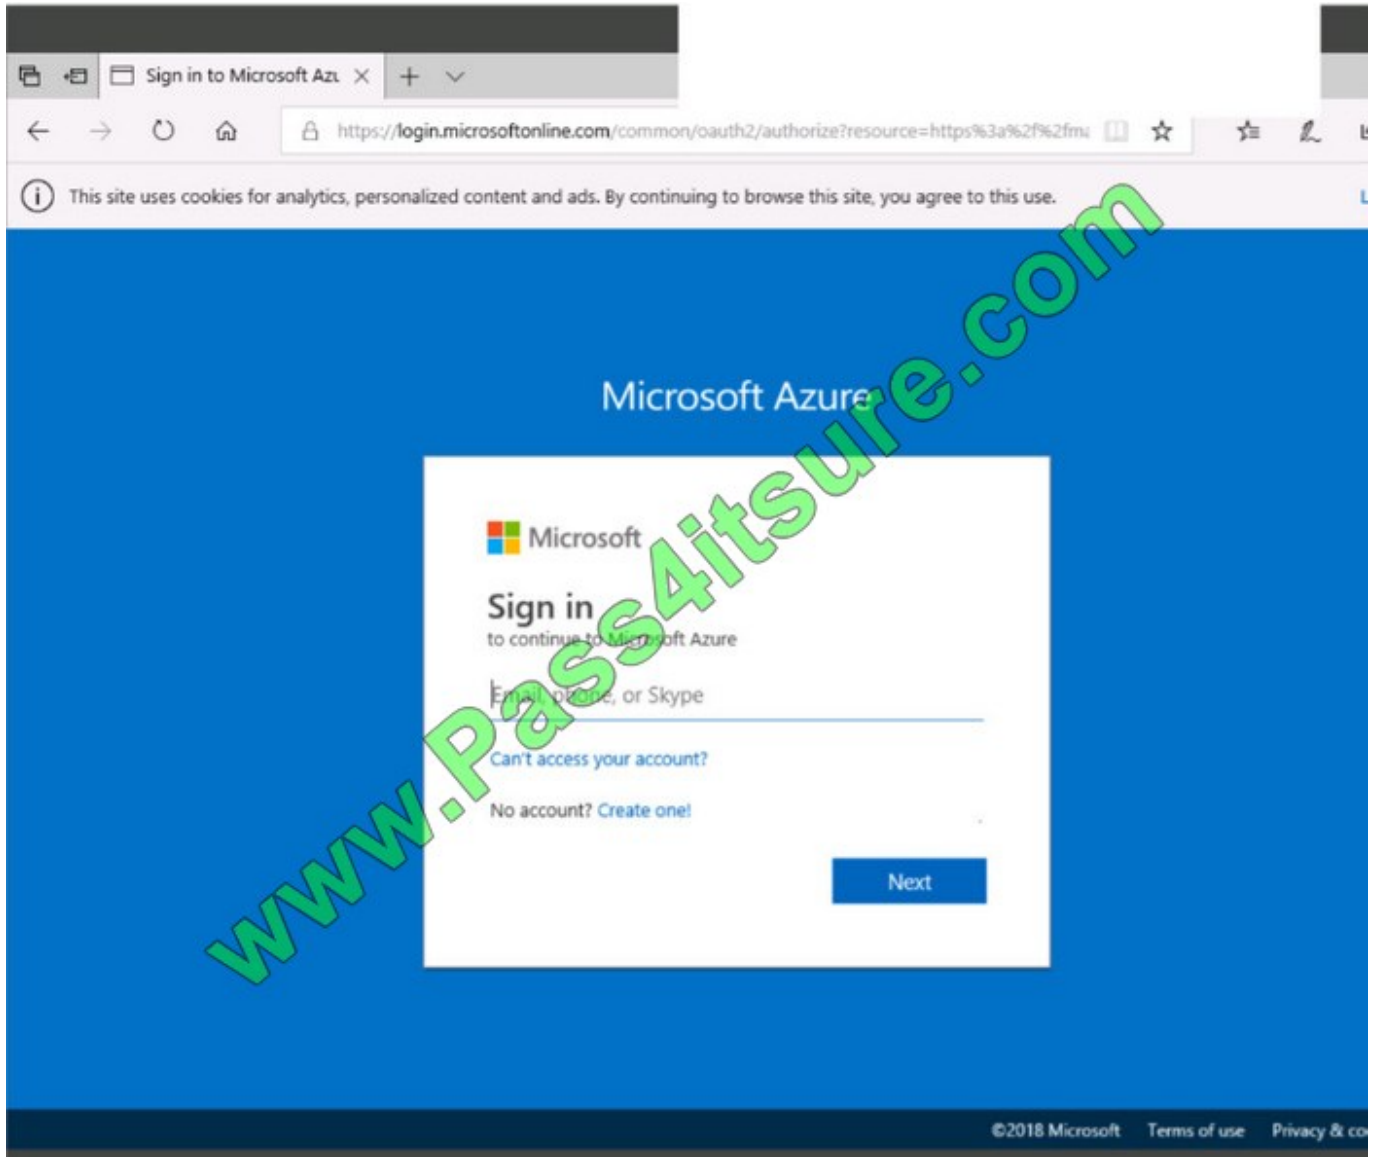 Sign in to Microsoft Azu
https://login.microsoftonline.com/common/oauth2/authorize?resource=https%3a%2f%2fma
This site uses cookies for analytics, personalized content and ads. By continuing to browse this site, you agree to this use.
Microsoft Azure
Microsoft
Sign in
to continue to Microsoft Azure
Email, phone, or Skype
Can't access your account?
No account? Create one!
Next
www.Pass4itsure.com
©2018 Microsoft Terms of use Privacy & co